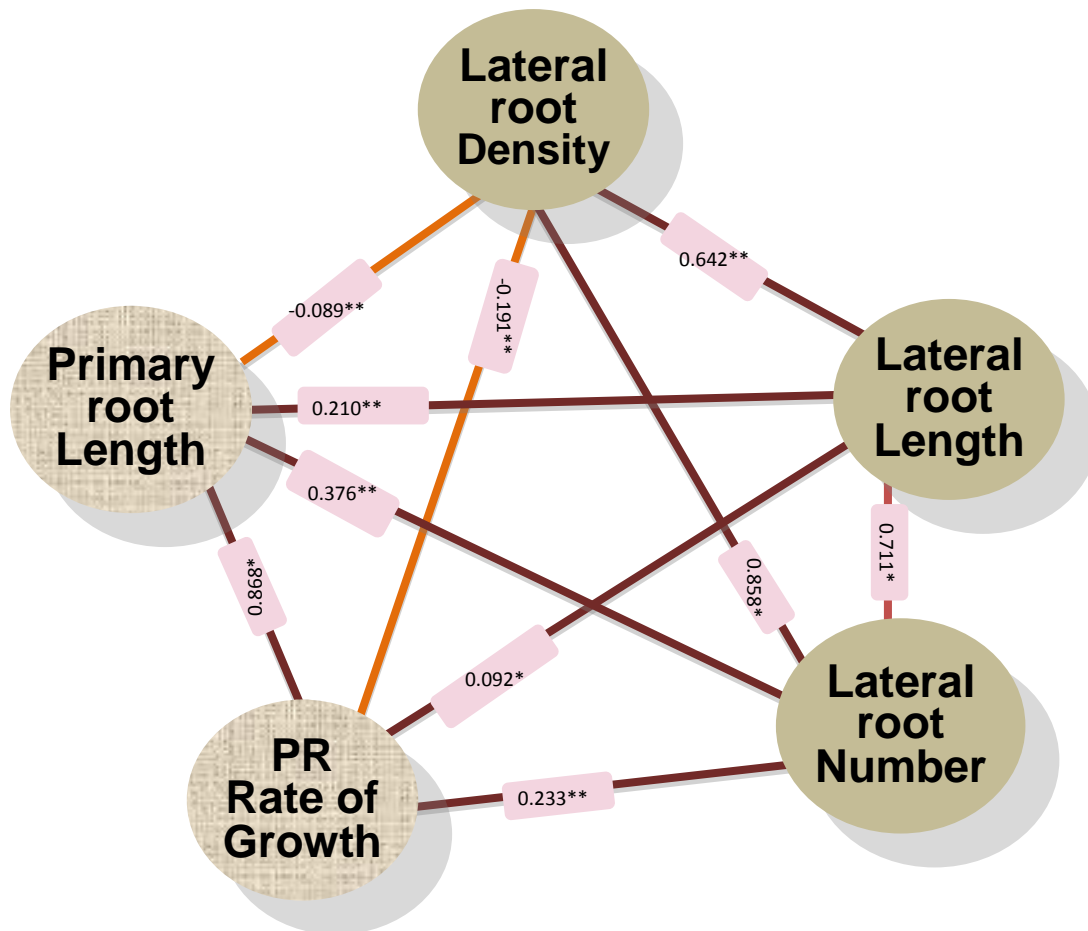 Lateral
root
Density
0.642**
-0.089**
-0.191**
Primary
root
Length
Lateral
root
Length
0.210**
0.376**
0.711*
0.868*
0.858*
0.092*
Lateral
root
Number
PR
Rate of
Growth
0.233**